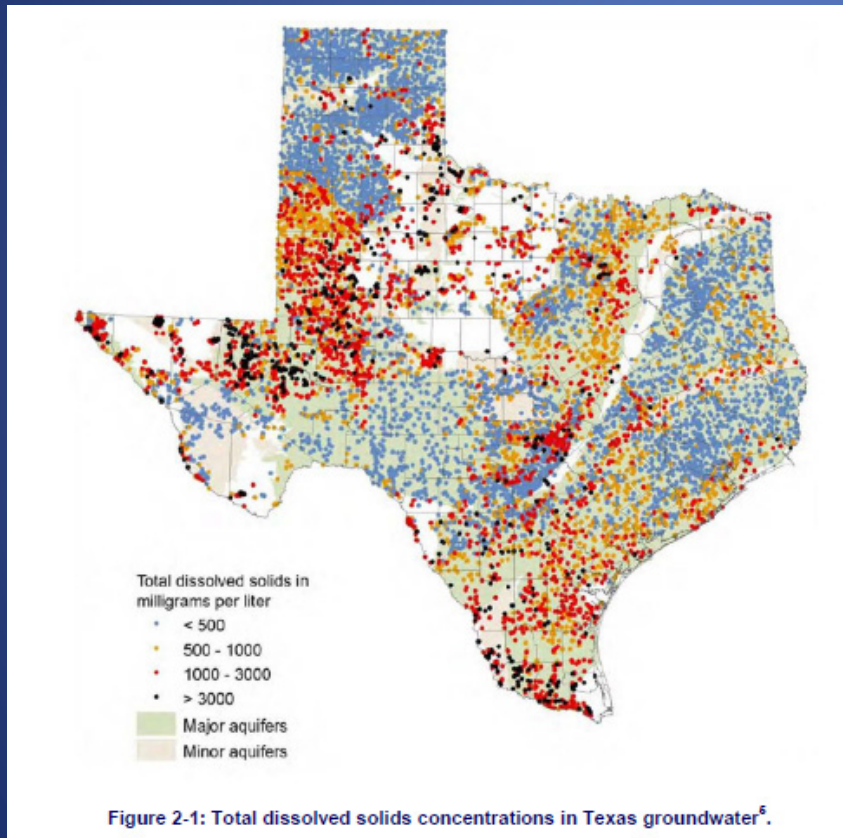 Total dissolved solids in
milligrams per liter
< 500
500 - 1000
1000 - 3000
> 3000
Major aquifers
Minor aquifers
Figure 2-1: Total dissolved solids concentrations in Texas groundwater⁶.